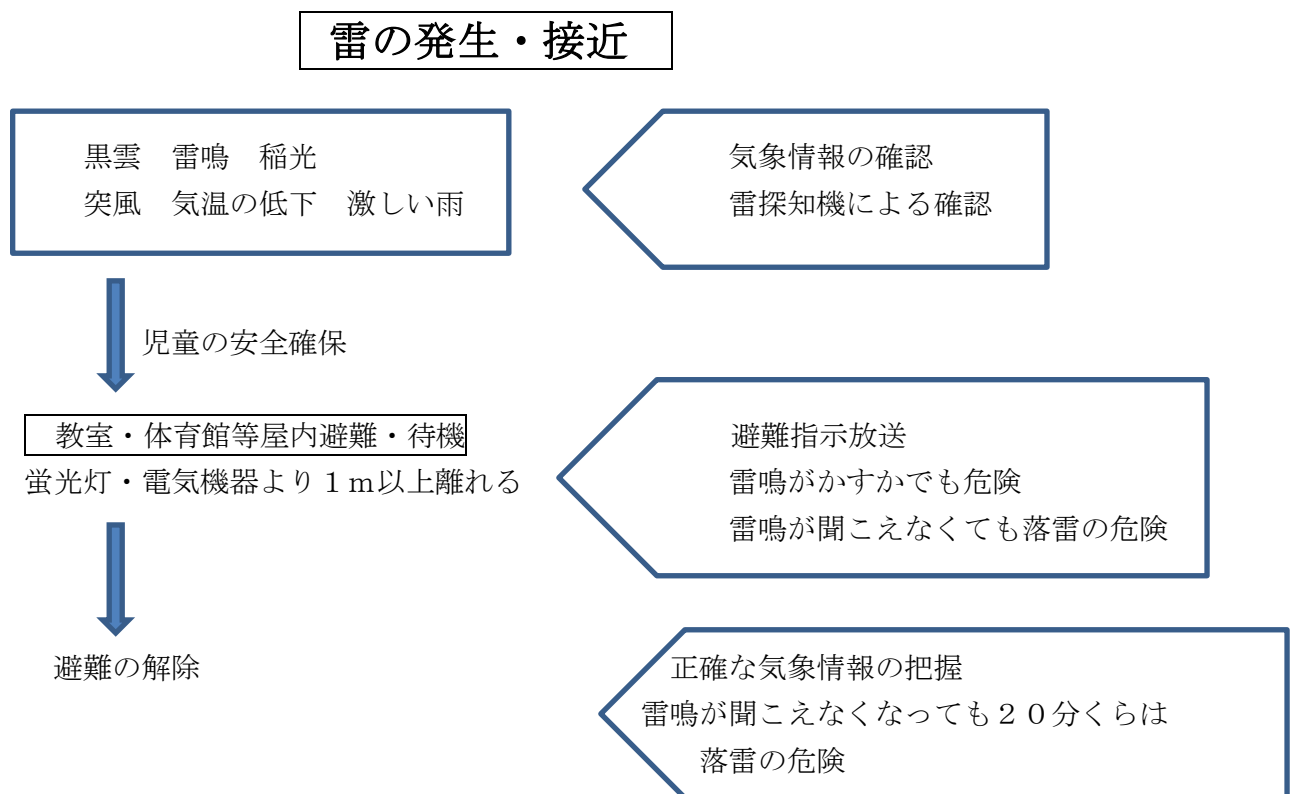 雷の発生・接近
黒雲　雷鳴　稲光
突風　気温の低下　激しい雨
気象情報の確認
雷探知機による確認
児童の安全確保
教室・体育館等屋内避難・待機
蛍光灯・電気機器より１ｍ以上離れる
避難指示放送
雷鳴がかすかでも危険
雷鳴が聞こえなくても落雷の危険
避難の解除
正確な気象情報の把握
雷鳴が聞こえなくなっても２０分くらは
落雷の危険